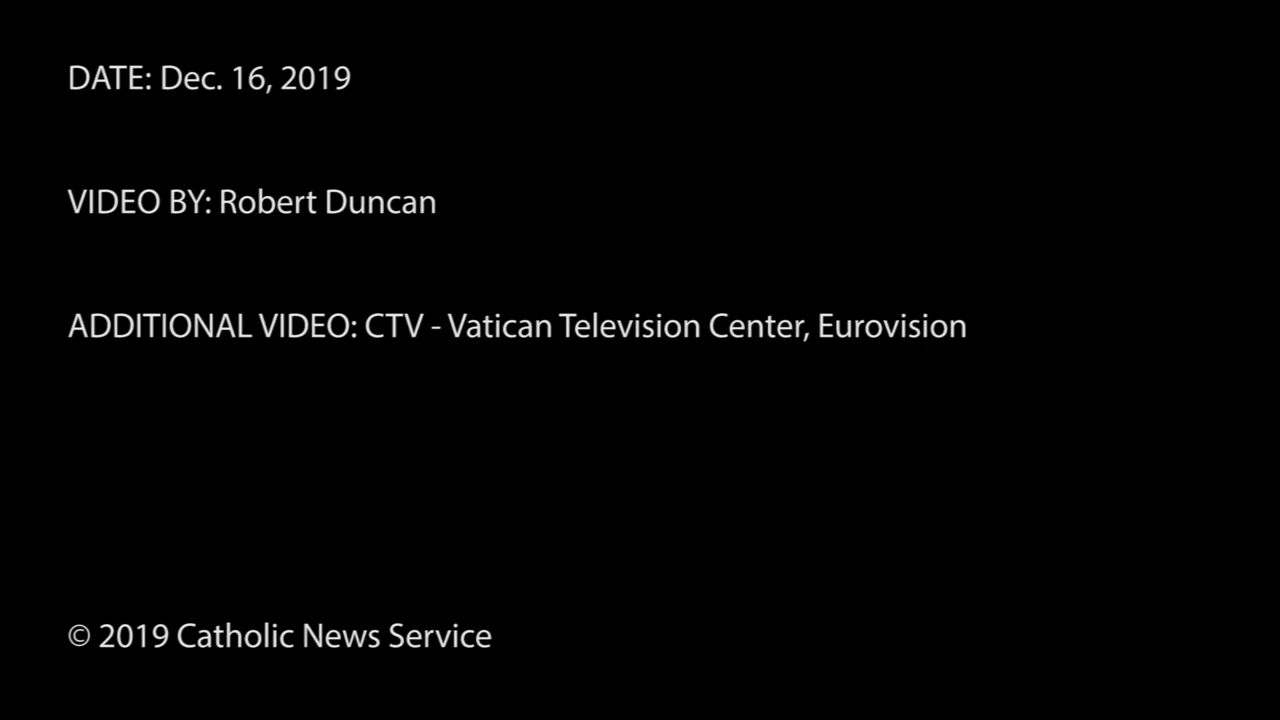 DATE: Dec. 16, 2019
VIDEO BY: Robert Duncan
ADDITIONAL VIDEO: CTV - Vatican Television Center, Eurovision
© 2019 Catholic News Service